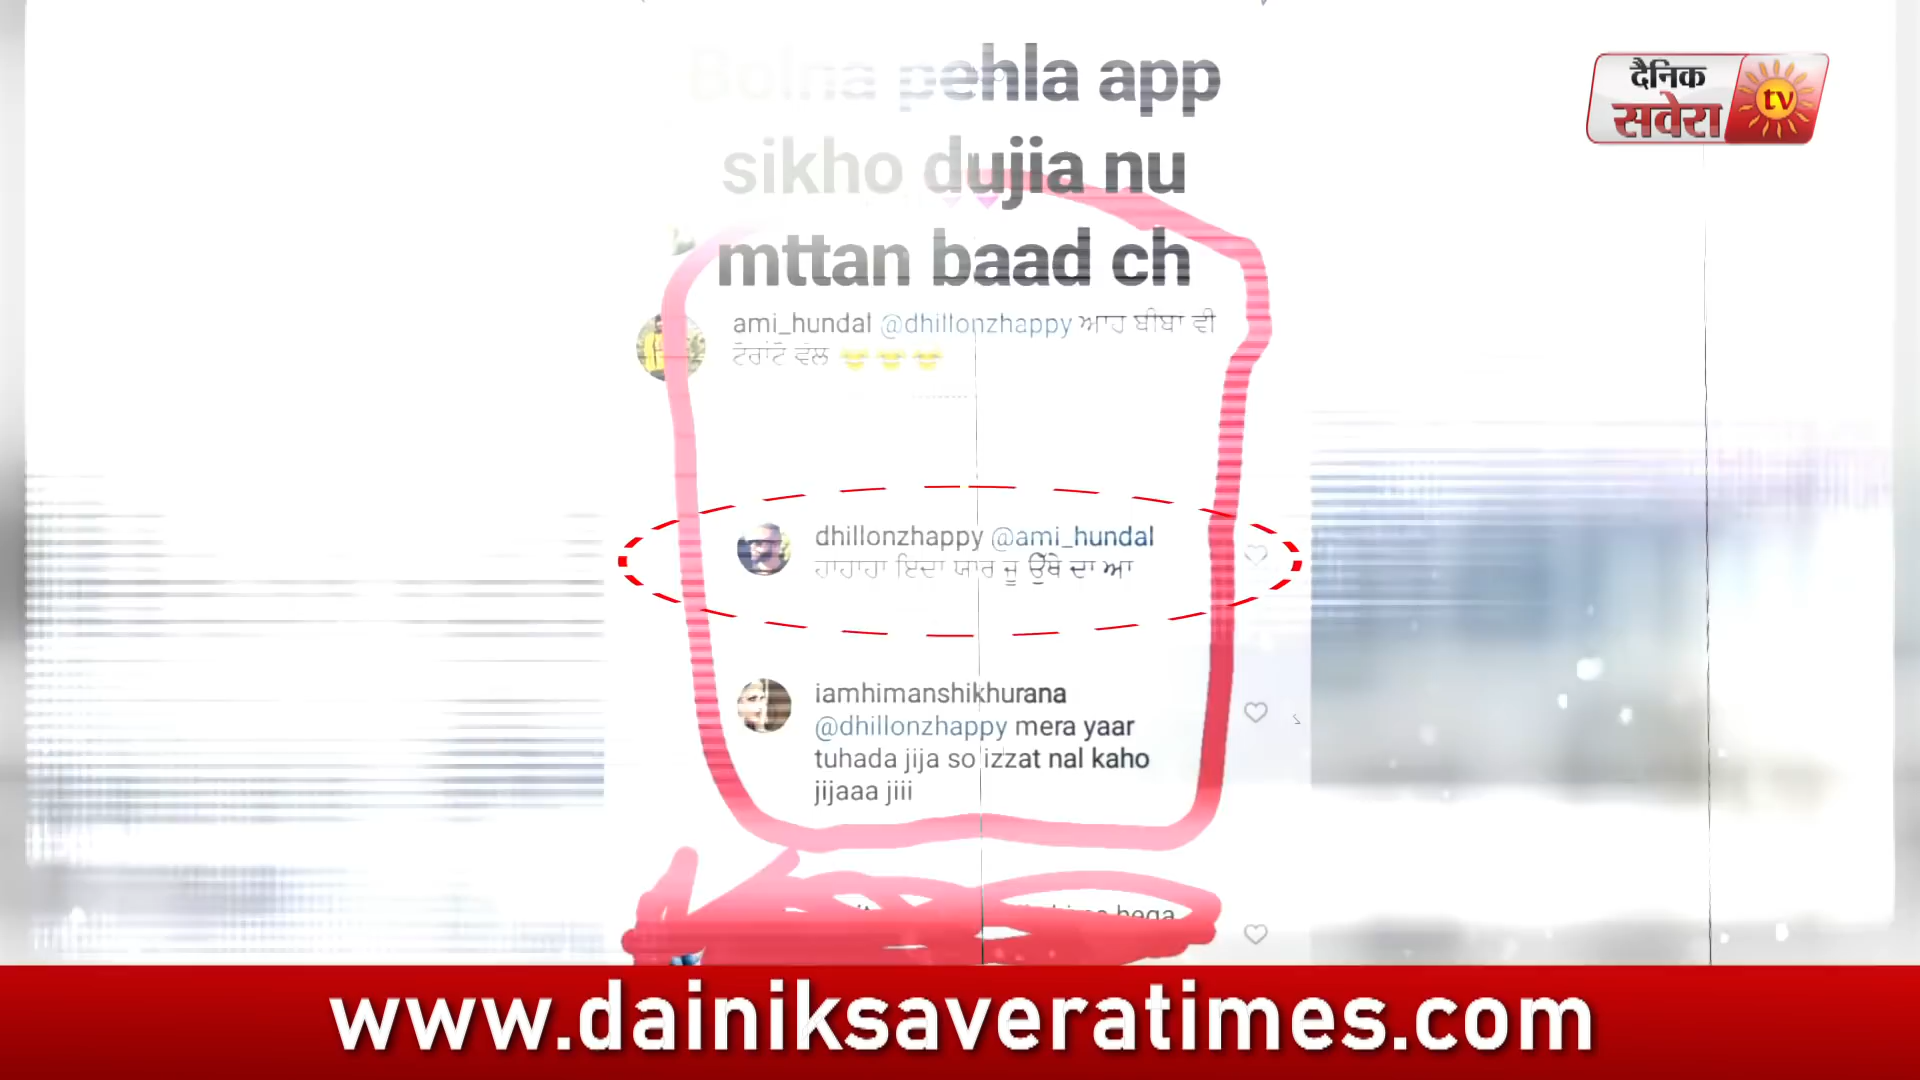 Bolna pehla app
sikho dujia nu
mttan baad ch
दैनिक
सवेरा
tv
ami_hundal @dhillonzhappy ਆਹ ਬੀਬਾ ਵੀ
ਟੋਰਾਂਟੋ ਵੱਲ
dhillonzhappy @ami_hundal
ਹਾਹਾਹਾ ਇਦਾ ਯਾਰ ਜੂ ਉੱਥੇ ਦਾ ਆ
iamhimanshikhurana
@dhillonzhappy mera yaar
tuhada jija so izzat nal kaho
jijaaa jiii
hega
www.dainiksaveratimes.com